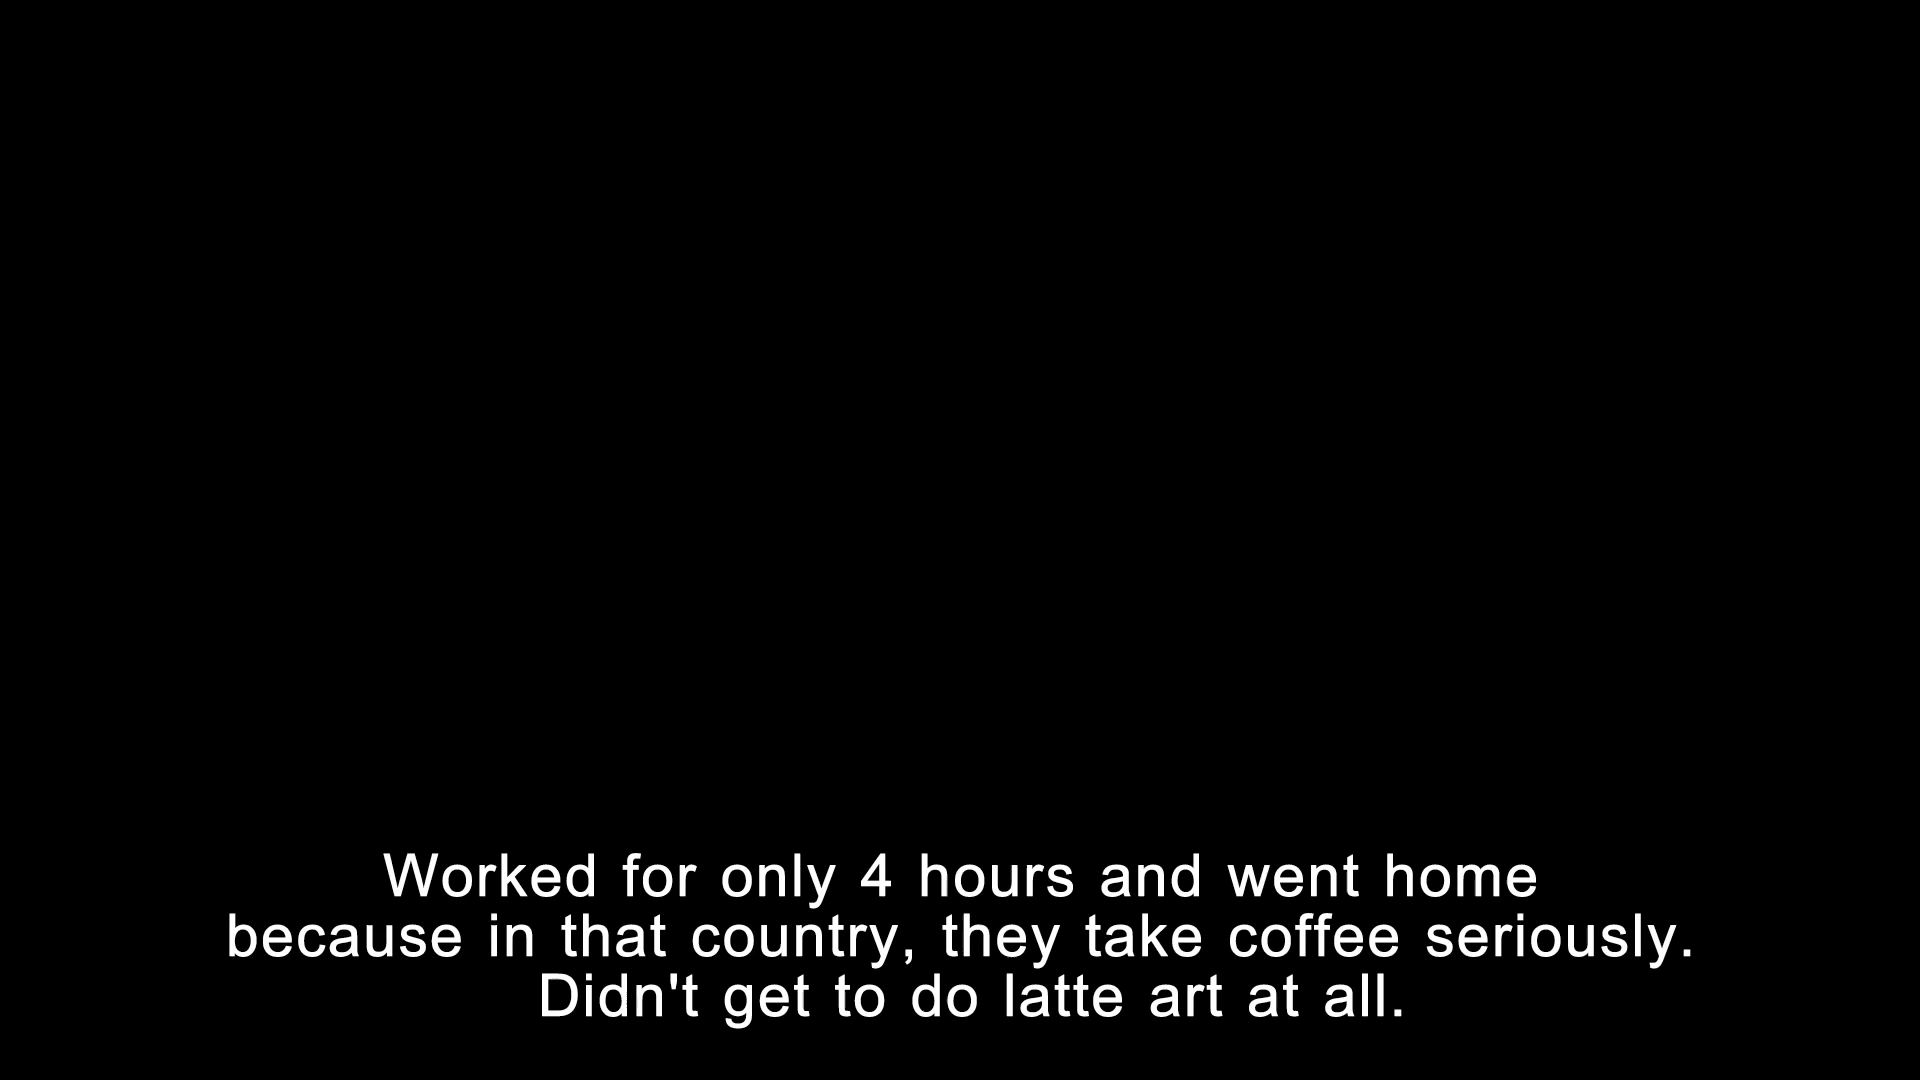 Worked for only 4 hours and went home
because in that country, they take coffee seriously.
Didn't get to do latte art at all.